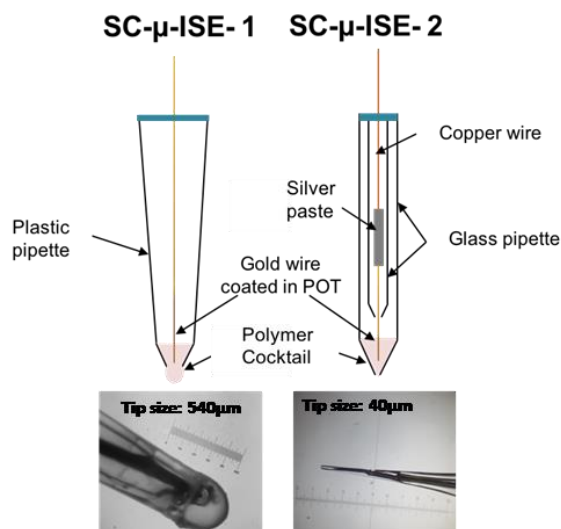 SC-μ-ISE- 1
SC-μ-ISE- 2
Copper wire
Silver
paste
Plastic
pipette
Glass pipette
Gold wire
coated in POT
Polymer
Cocktail
Tip size: 540μm
Tip size: 40μm